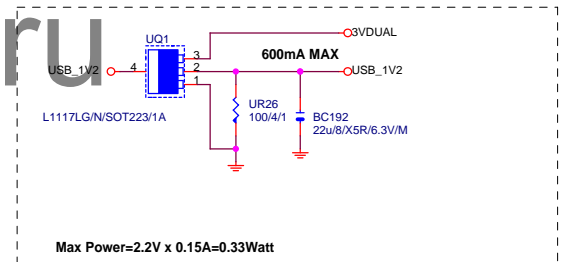 ru
UQ1
3VDUAL
3
600mA MAX
USB_1V2
4
2
USB_1V2
1
L1117LG/N/SOT223/1A
UR26
100/4/1
BC192
22u/8/X5R/6.3V/M
Max Power=2.2V x 0.15A=0.33Watt